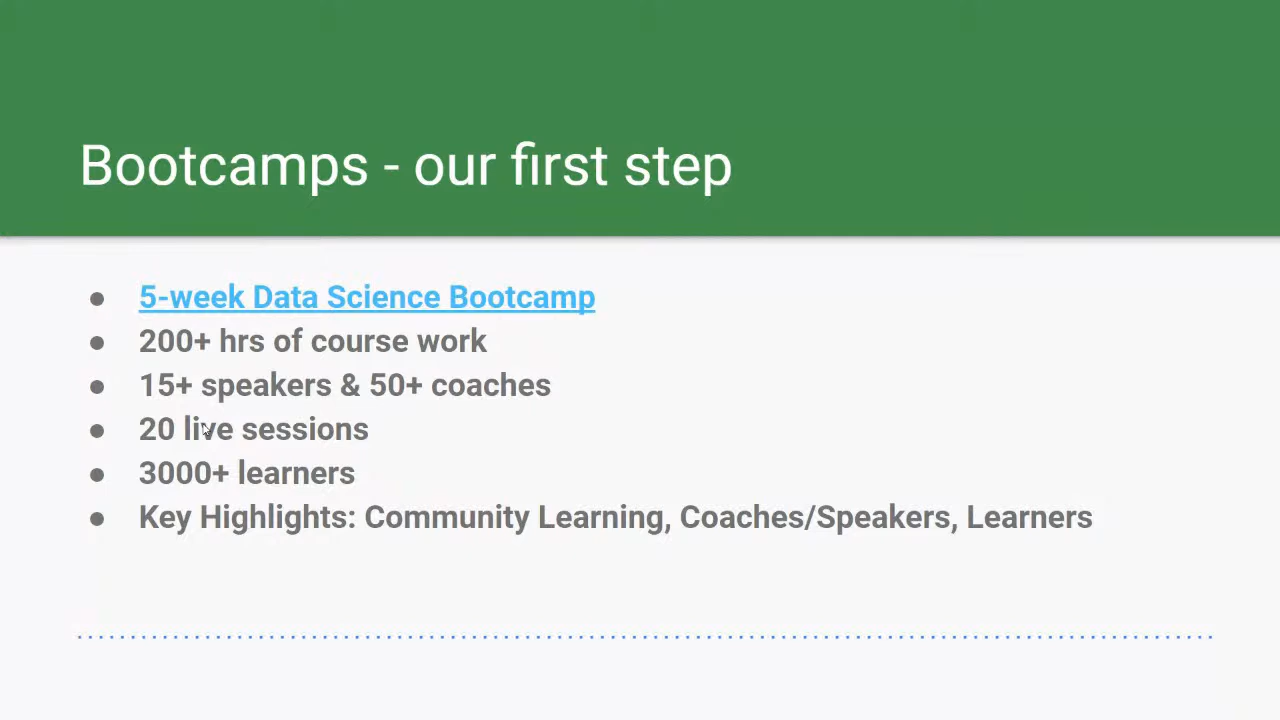 Bootcamps - our first step
● 5-week Data Science Bootcamp
● 200+ hrs of course work
● 15+ speakers & 50+ coaches
● 20 live sessions
● 3000+ learners
● Key Highlights: Community Learning, Coaches/Speakers, Learners